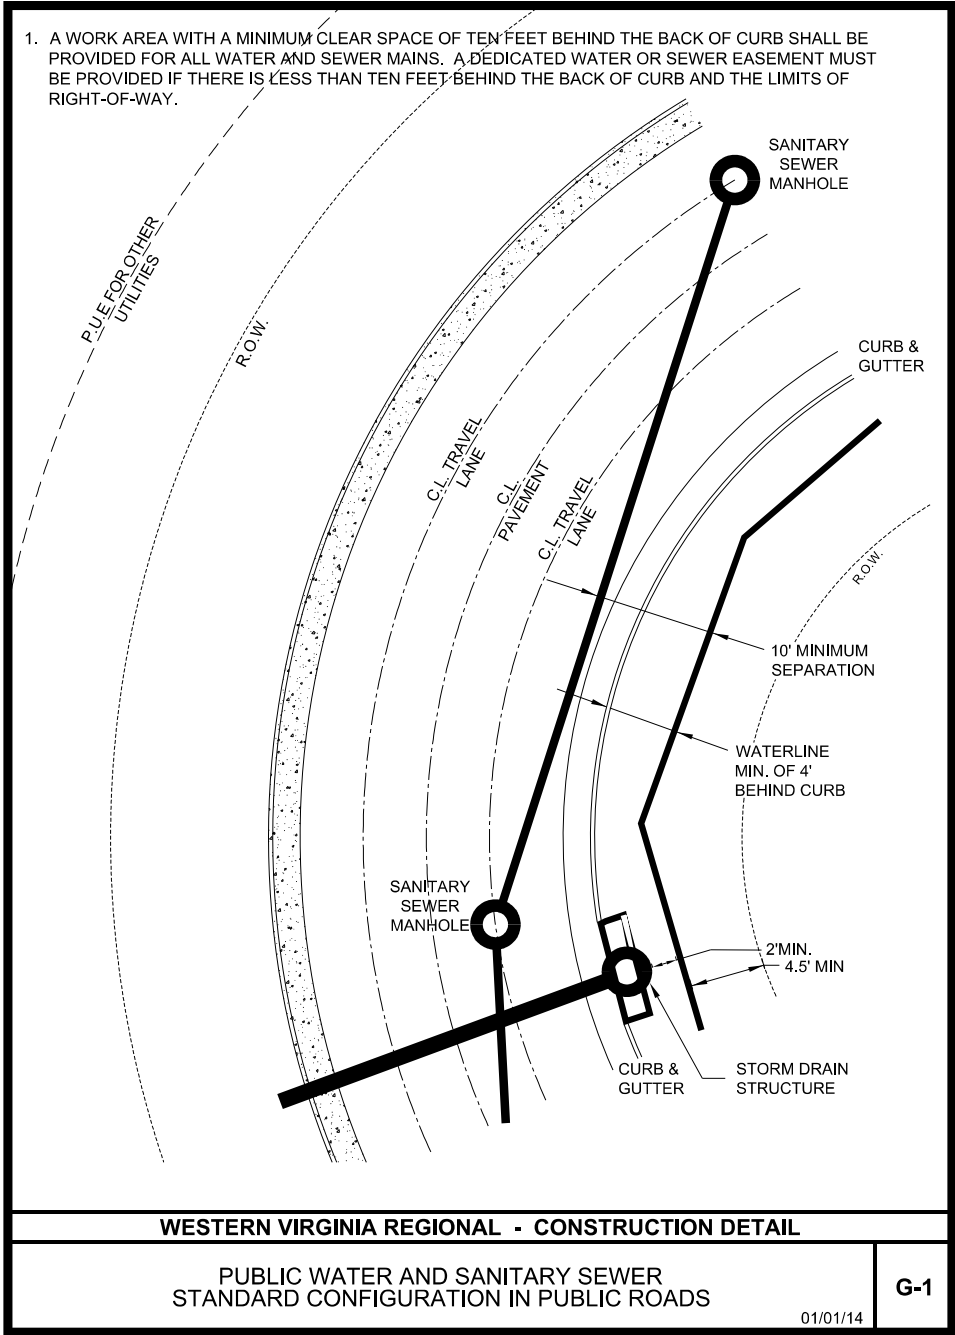 1. A WORK AREA WITH A MINIMUM CLEAR SPACE OF TEN FEET BEHIND THE BACK OF CURB SHALL BE
PROVIDED FOR ALL WATER AND SEWER MAINS. A DEDICATED WATER OR SEWER EASEMENT MUST
BE PROVIDED IF THERE IS LESS THAN TEN FEET BEHIND THE BACK OF CURB AND THE LIMITS OF
RIGHT-OF-WAY.
SANITARY
SEWER
MANHOLE
P.U.E FOR OTHER
UTILITIES
R.O.W.
CURB &
GUTTER
C.L. TRAVEL
LANE
C.L.
PAVEMENT
C.L. TRAVEL
LANE
R.O.W.
10' MINIMUM
SEPARATION
WATERLINE
MIN. OF 4'
BEHIND CURB
SANITARY
SEWER
MANHOLE
2'MIN.
4.5' MIN
CURB &
GUTTER
STORM DRAIN
STRUCTURE
WESTERN VIRGINIA REGIONAL - CONSTRUCTION DETAIL
PUBLIC WATER AND SANITARY SEWER
STANDARD CONFIGURATION IN PUBLIC ROADS
01/01/14
G-1